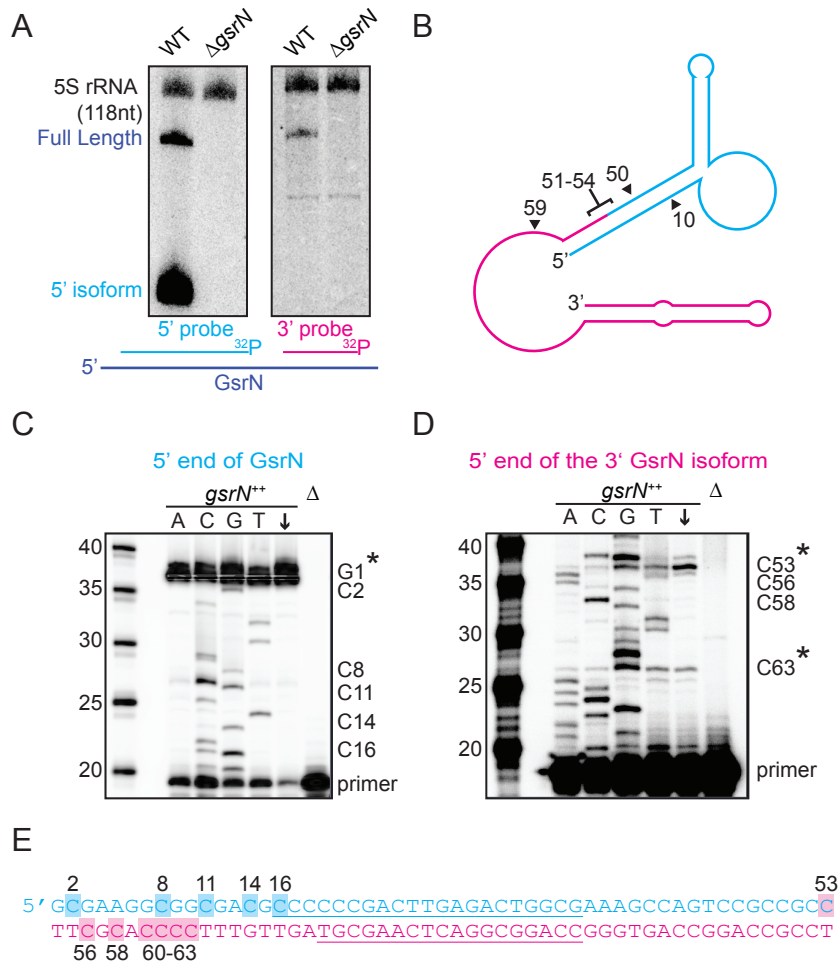 A
WT
ΔgsrN
WT
ΔgsrN
5S rRNA
(118nt)
Full Length
5' isoform
5' probe
3' probe
32P
32P
5'
GsrN
B
50
51-54
59
10
5'
3'
C
5' end of GsrN
gsrN++
Δ
A C G T ↓
40
35
30
25
20
G1*
C2
C8
C11
C14
C16
primer
D
5' end of the 3' GsrN isoform
gsrN++
Δ
A C G T ↓
40
35
30
25
20
*
C53
C56
C58
*
C63
primer
E
2 8 11 14 16 53
5' GCGAAGGCGGCGACGCCCCCCGACTTGAGACTGGCGAAAGCCAGTCCGCCGCC
TTCGCACCCCTTTGTTGATGCGAACTCAGGCGGACCGGGTGACCGGACCGCCT
56 58 60-63